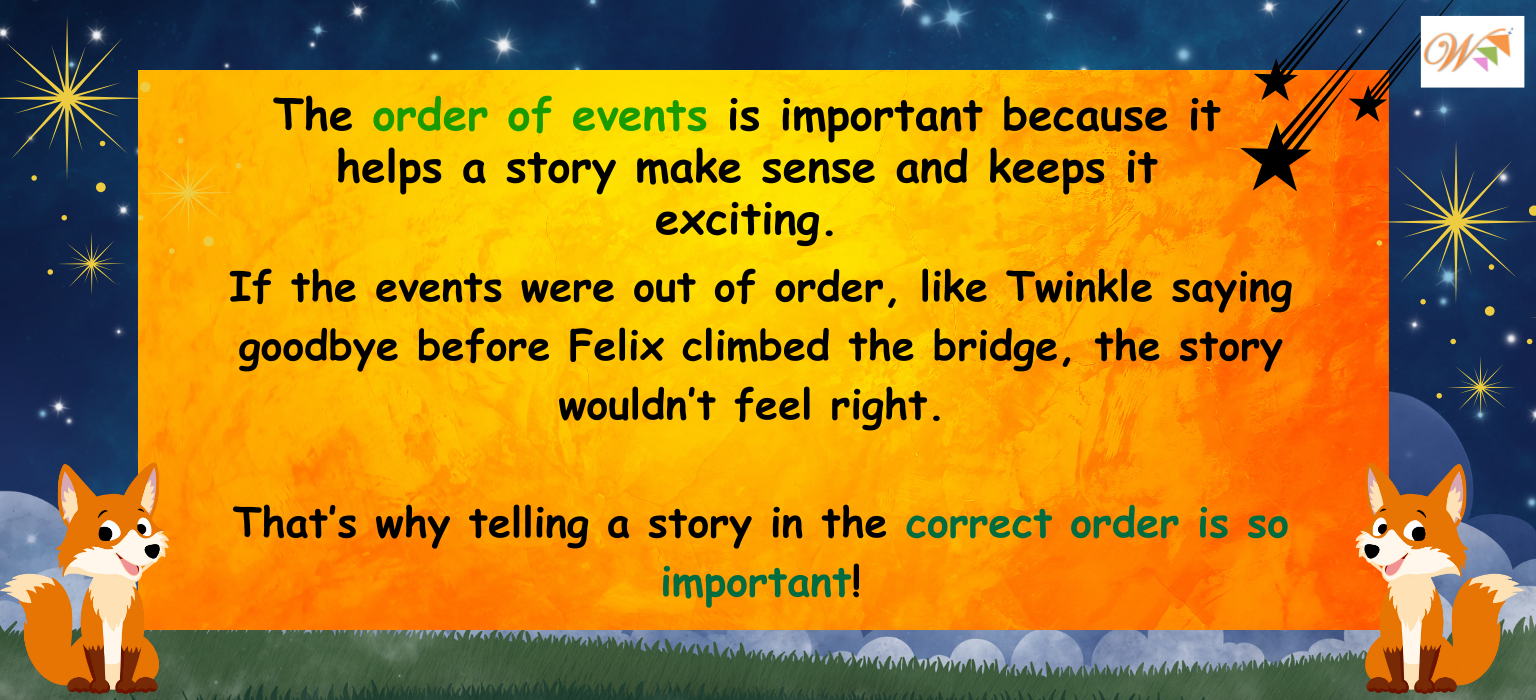 The order of events is important because it
helps a story make sense and keeps it
exciting.
If the events were out of order, like Twinkle saying
goodbye before Felix climbed the bridge, the story
wouldn't feel right.
That's why telling a story in the correct order is so
important!
W